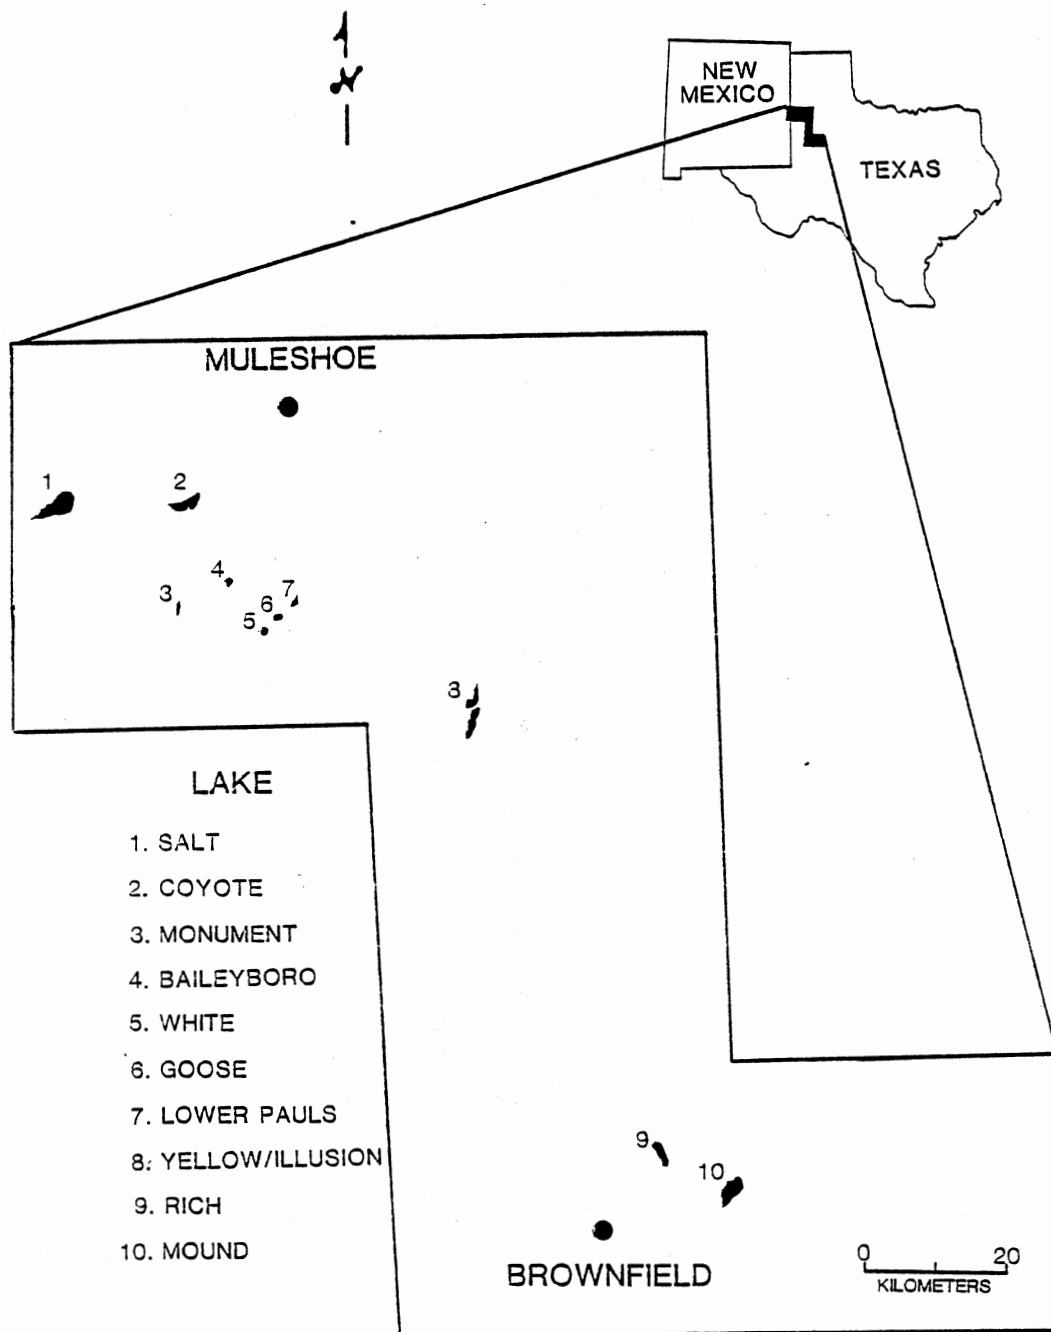 N
NEW
MEXICO
TEXAS
MULESHOE
1
2
4
3
7
6
5
3
LAKE
1. SALT
2. COYOTE
3. MONUMENT
4. BAILEYBORO
5. WHITE
6. GOOSE
7. LOWER PAULS
8. YELLOW/ILLUSION
9. RICH
10. MOUND
9
10
BROWNFIELD
0 20
KILOMETERS